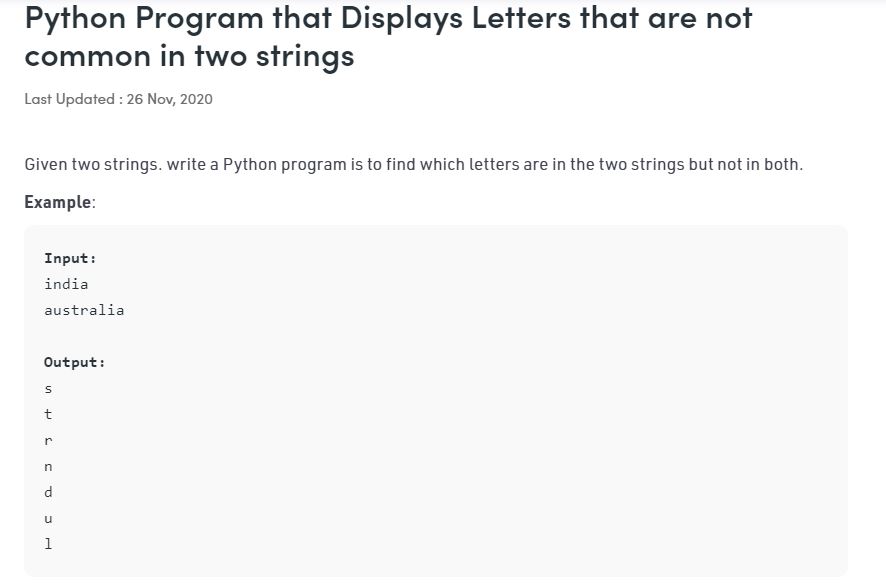 Python Program that Displays Letters that are not
common in two strings
Last Updated : 26 Nov, 2020
Given two strings. write a Python program is to find which letters are in the two strings but not in both.
Example:
Input:
india
australia
Output:
s
t
r
n
d
u
l